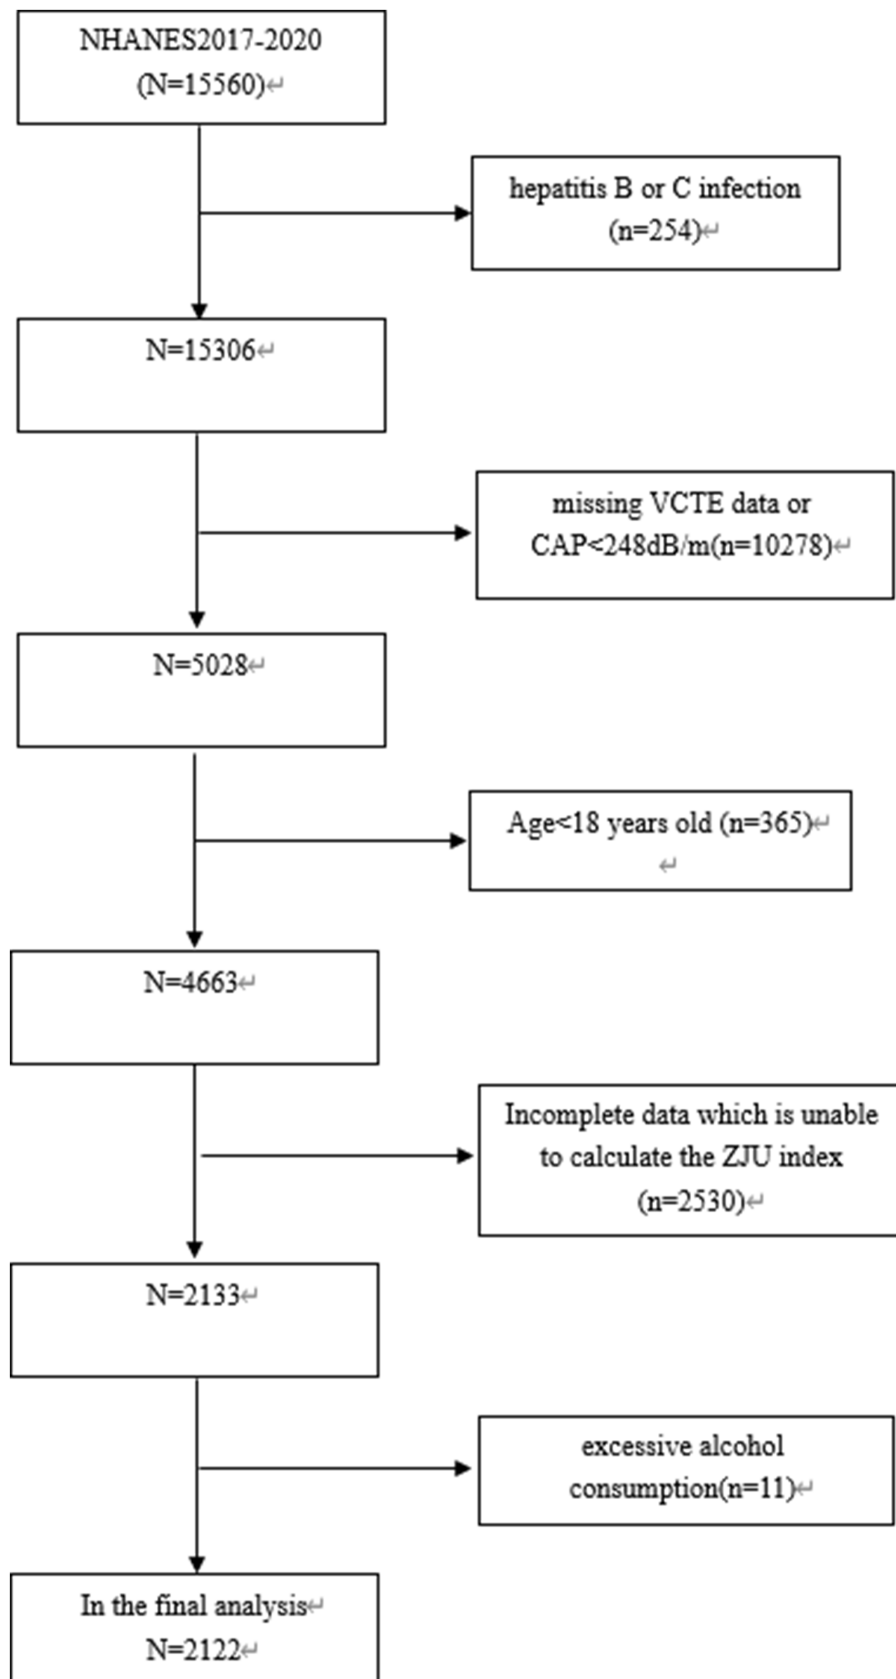 NHANES2017-2020
(N=15560)↵
hepatitis B or C infection
(n=254)↵
N=15306↵
missing VCTE data or
CAP<248dB/m(n=10278)↵
N=5028↵
Age<18 years old (n=365)↵
↵
N=4663↵
Incomplete data which is unable
to calculate the ZJU index
(n=2530)↵
N=2133↵
excessive alcohol
consumption(n=11)↵
In the final analysis↵
N=2122↵